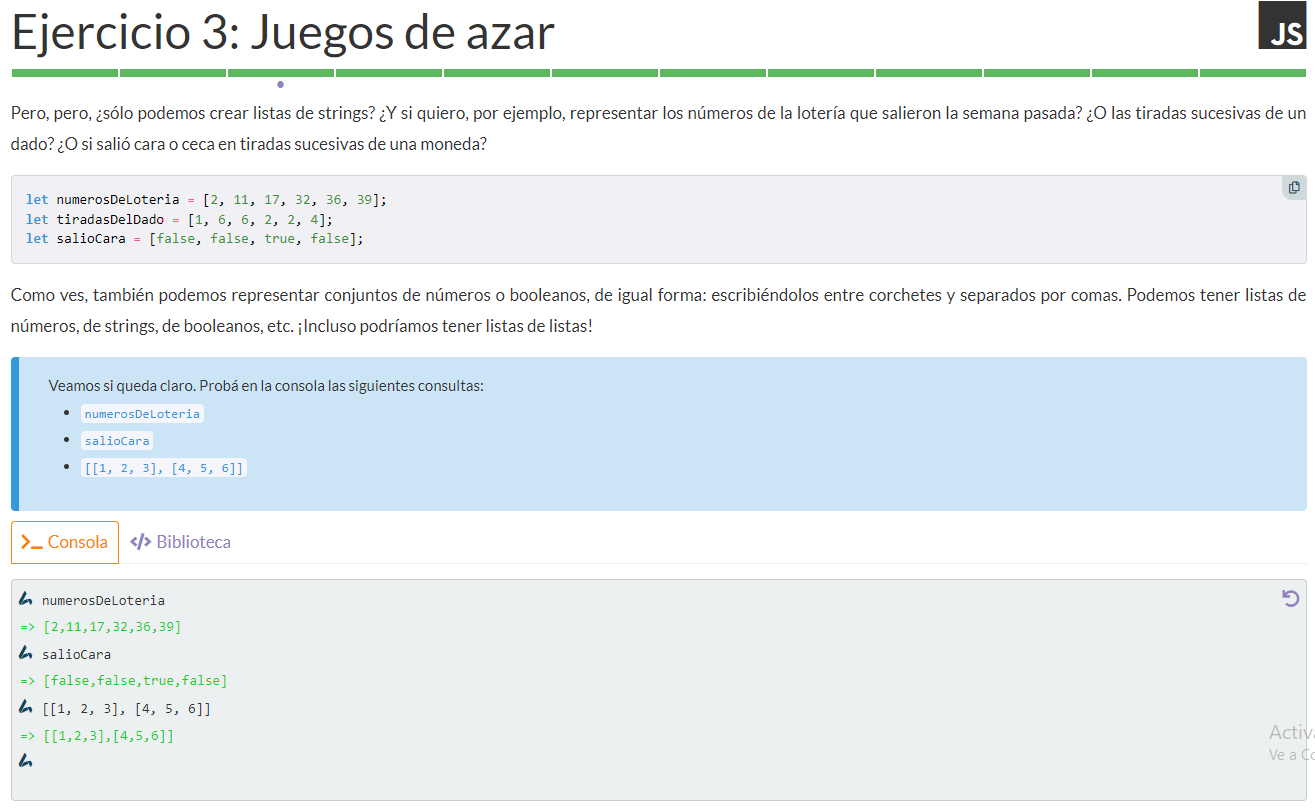 Ejercicio 3: Juegos de azar
JS
Pero, pero, ¿sólo podemos crear listas de strings? ¿Y si quiero, por ejemplo, representar los números de la lotería que salieron la semana pasada? ¿O las tiradas sucesivas de un
dado? ¿O si salió cara o ceca en tiradas sucesivas de una moneda?
let numerosDeLoteria = [2, 11, 17, 32, 36, 39];
let tiradasDelDado = [1, 6, 6, 2, 2, 4];
let salioCara = [false, false, true, false];
Como ves, también podemos representar conjuntos de números o booleanos, de igual forma: escribiéndolos entre corchetes y separados por comas. Podemos tener listas de
números, de strings, de booleanos, etc. ¡Incluso podríamos tener listas de listas!
Veamos si queda claro. Probá en la consola las siguientes consultas:
numerosDeLoteria
salioCara
[[1, 2, 3], [4, 5, 6]]
Consola
Biblioteca
numerosDeLoteria
=> [2,11,17,32,36,39]
salioCara
=> [false,false,true,false]
[[1, 2, 3], [4, 5, 6]]
=> [[1,2,3],[4,5,6]]
Activa
Ve a Co